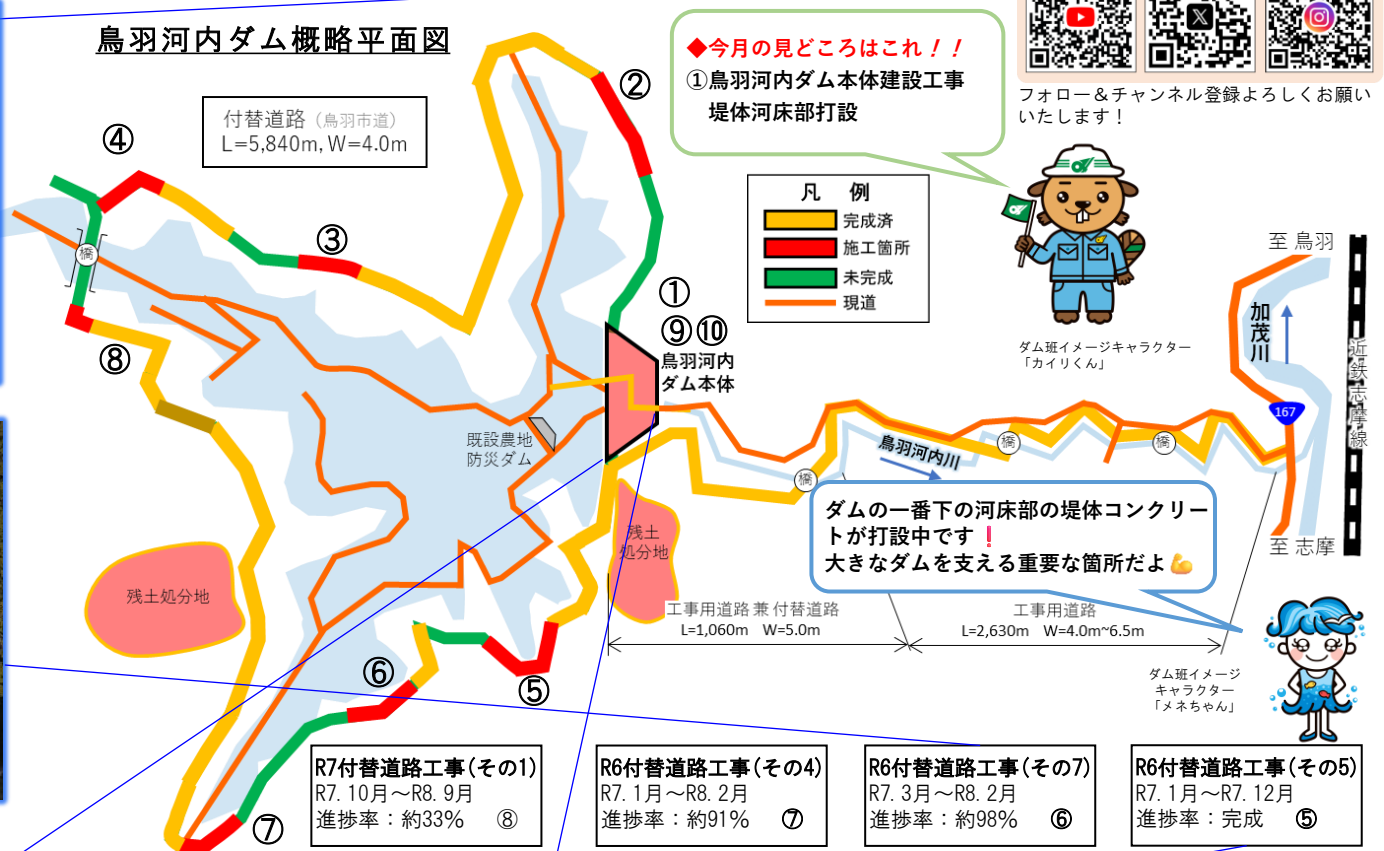 鳥羽河内ダム概略平面図
◆今月の見どころはこれ！！
①鳥羽河内ダム本体建設工事
堤体河床部打設
フォロー＆チャンネル登録よろしくお願い
いたします！
付替道路（鳥羽市道）
L=5,840m, W=4.0m
凡 例
完成済
施工箇所
未完成
現道
ダム班イメージキャラクター
「カイリくん」
②
④
③
橋
⑧
①
⑨⑩
鳥羽河内
ダム本体
既設農地
防災ダム
至 鳥羽
加茂川
近鉄志摩線
167
至 志摩
鳥羽河内川
橋
橋
橋
ダムの一番下の河床部の堤体コンクリー
トが打設中です❗
大きなダムを支える重要な箇所だよ💪
残土
処分地
残土処分地
工事用道路 兼 付替道路
L=1,060m W=5.0m
工事用道路
L=2,630m W=4.0m~6.5m
ダム班イメージ
キャラクター
「メネちゃん」
⑥
⑤
⑦
R7付替道路工事(その1)
R7. 10月～R8. 9月
進捗率：約33% ⑧
R6付替道路工事(その4)
R7. 1月～R8. 2月
進捗率：約91% ⑦
R6付替道路工事(その7)
R7. 3月～R8. 2月
進捗率：約98% ⑥
R6付替道路工事(その5)
R7. 1月～R7. 12月
進捗率：完成 ⑤